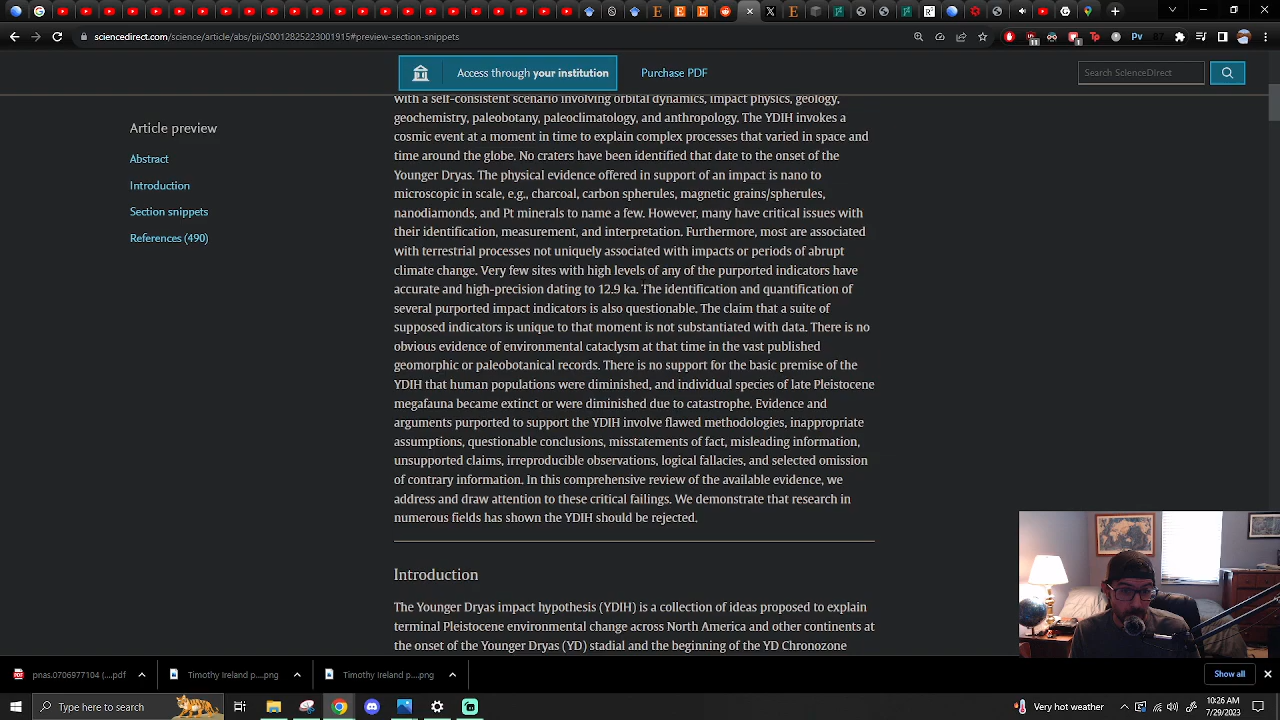 sciencedirect.com/science/article/abs/pii/S0012825223001915#preview-section-snippets
Access through your institution
Purchase PDF
Search ScienceDirect
Article preview
Abstract
Introduction
Section snippets
References (490)
with a self-consistent scenario involving orbital dynamics, impact physics, geology,
geochemistry, paleobotany, paleoclimatology, and anthropology. The YDIH invokes a
cosmic event at a moment in time to explain complex processes that varied in space and
time around the globe. No craters have been identified that date to the onset of the
Younger Dryas. The physical evidence offered in support of an impact is nano to
microscopic in scale, e.g., charcoal, carbon spherules, magnetic grains/spherules,
nanodiamonds, and Pt minerals to name a few. However, many have critical issues with
their identification, measurement, and interpretation. Furthermore, most are associated
with terrestrial processes not uniquely associated with impacts or periods of abrupt
climate change. Very few sites with high levels of any of the purported indicators have
accurate and high-precision dating to 12.9 ka. The identification and quantification of
several purported impact indicators is also questionable. The claim that a suite of
supposed indicators is unique to that moment is not substantiated with data. There is no
obvious evidence of environmental cataclysm at that time in the vast published
geomorphic or paleobotanical records. There is no support for the basic premise of the
YDIH that human populations were diminished, and individual species of late Pleistocene
megafauna became extinct or were diminished due to catastrophe. Evidence and
arguments purported to support the YDIH involve flawed methodologies, inappropriate
assumptions, questionable conclusions, misstatements of fact, misleading information,
unsupported claims, irreproducible observations, logical fallacies, and selected omission
of contrary information. In this comprehensive review of the available evidence, we
address and draw attention to these critical failings. We demonstrate that research in
numerous fields has shown the YDIH should be rejected.
Introduction
The Younger Dryas impact hypothesis (YDIH) is a collection of ideas proposed to explain
terminal Pleistocene environmental change across North America and other continents at
the onset of the Younger Dryas (YD) stadial and the beginning of the YD Chronozone
pnas.0706977104 (....pdf
Timothy Ireland p....png
Timothy Ireland p....png
Show all
Type here to search
Very hot weather
10:26 AM
7/29/2023